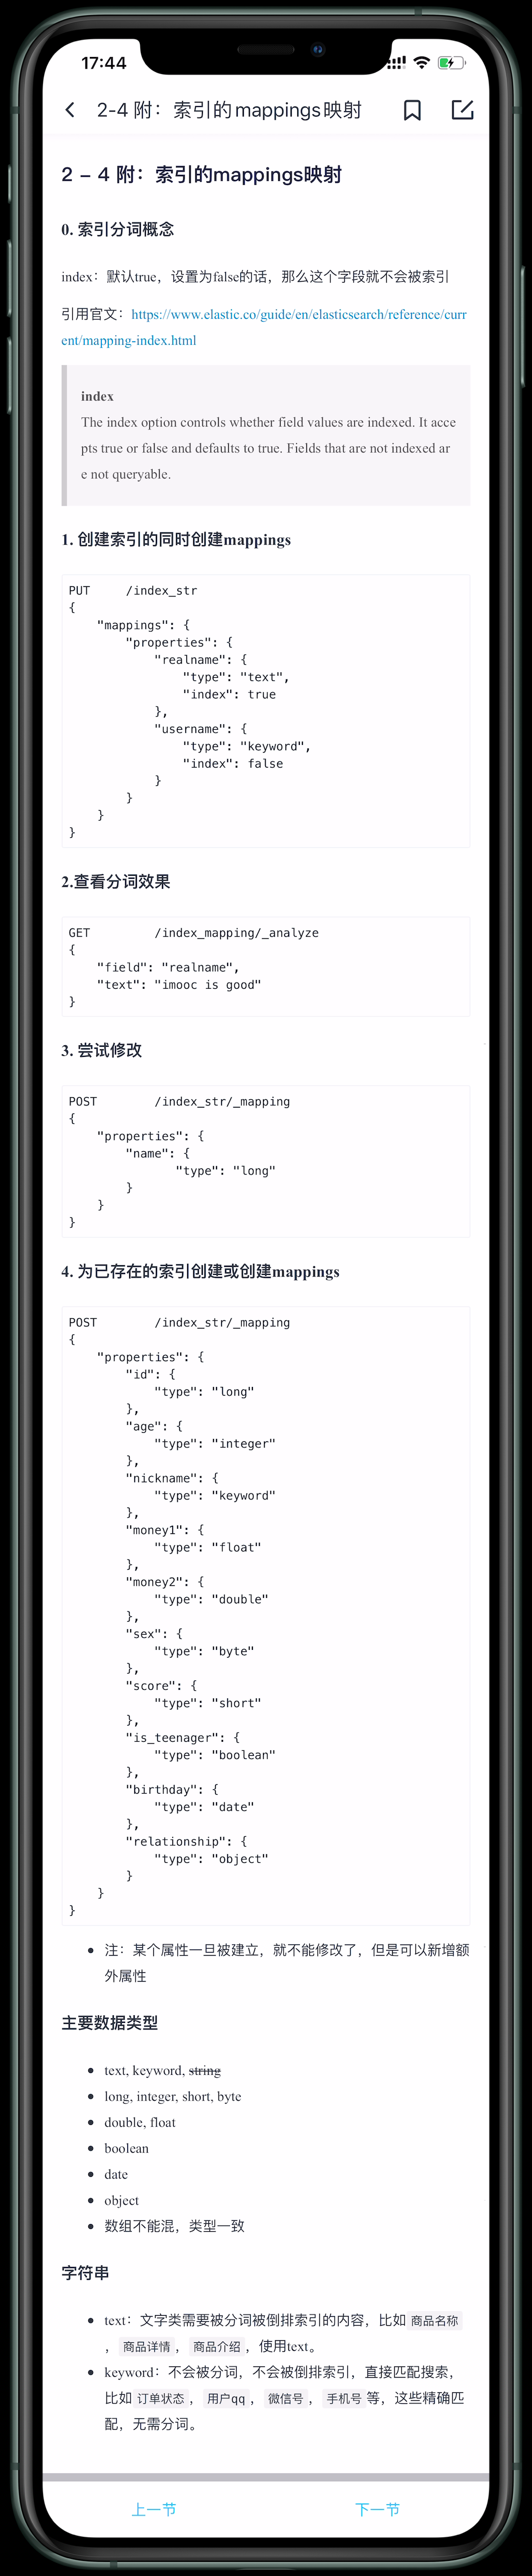 17:44
2-4 附：索引的mappings映射
2 – 4 附：索引的mappings映射
0. 索引分词概念
index：默认true，设置为false的话，那么这个字段就不会被索引
引用官文：https://www.elastic.co/guide/en/elasticsearch/reference/curr
ent/mapping-index.html
index
The index option controls whether field values are indexed. It acce
pts true or false and defaults to true. Fields that are not indexed ar
e not queryable.
1. 创建索引的同时创建mappings
PUT     /index_str
{
    "mappings": {
        "properties": {
            "realname": {
                "type": "text",
                "index": true
            },
            "username": {
                "type": "keyword",
                "index": false
            }
        }
    }
}
2.查看分词效果
GET         /index_mapping/_analyze
{
    "field": "realname",
    "text": "imooc is good"
}
3. 尝试修改
POST        /index_str/_mapping
{
    "properties": {
        "name": {
               "type": "long"
        }
    }
}
4. 为已存在的索引创建或创建mappings
POST        /index_str/_mapping
{
    "properties": {
        "id": {
            "type": "long"
        },
        "age": {
            "type": "integer"
        },
        "nickname": {
            "type": "keyword"
        },
        "money1": {
            "type": "float"
        },
        "money2": {
            "type": "double"
        },
        "sex": {
            "type": "byte"
        },
        "score": {
            "type": "short"
        },
        "is_teenager": {
            "type": "boolean"
        },
        "birthday": {
            "type": "date"
        },
        "relationship": {
            "type": "object"
        }
    }
}
• 注：某个属性一旦被建立，就不能修改了，但是可以新增额
外属性
主要数据类型
• text, keyword, string
• long, integer, short, byte
• double, float
• boolean
• date
• object
• 数组不能混，类型一致
字符串
• text：文字类需要被分词被倒排索引的内容，比如 商品名称
， 商品详情 ， 商品介绍 ，使用text。
• keyword：不会被分词，不会被倒排索引，直接匹配搜索，
比如 订单状态 ， 用户qq ， 微信号 ， 手机号 等，这些精确匹
配，无需分词。
上一节 下一节